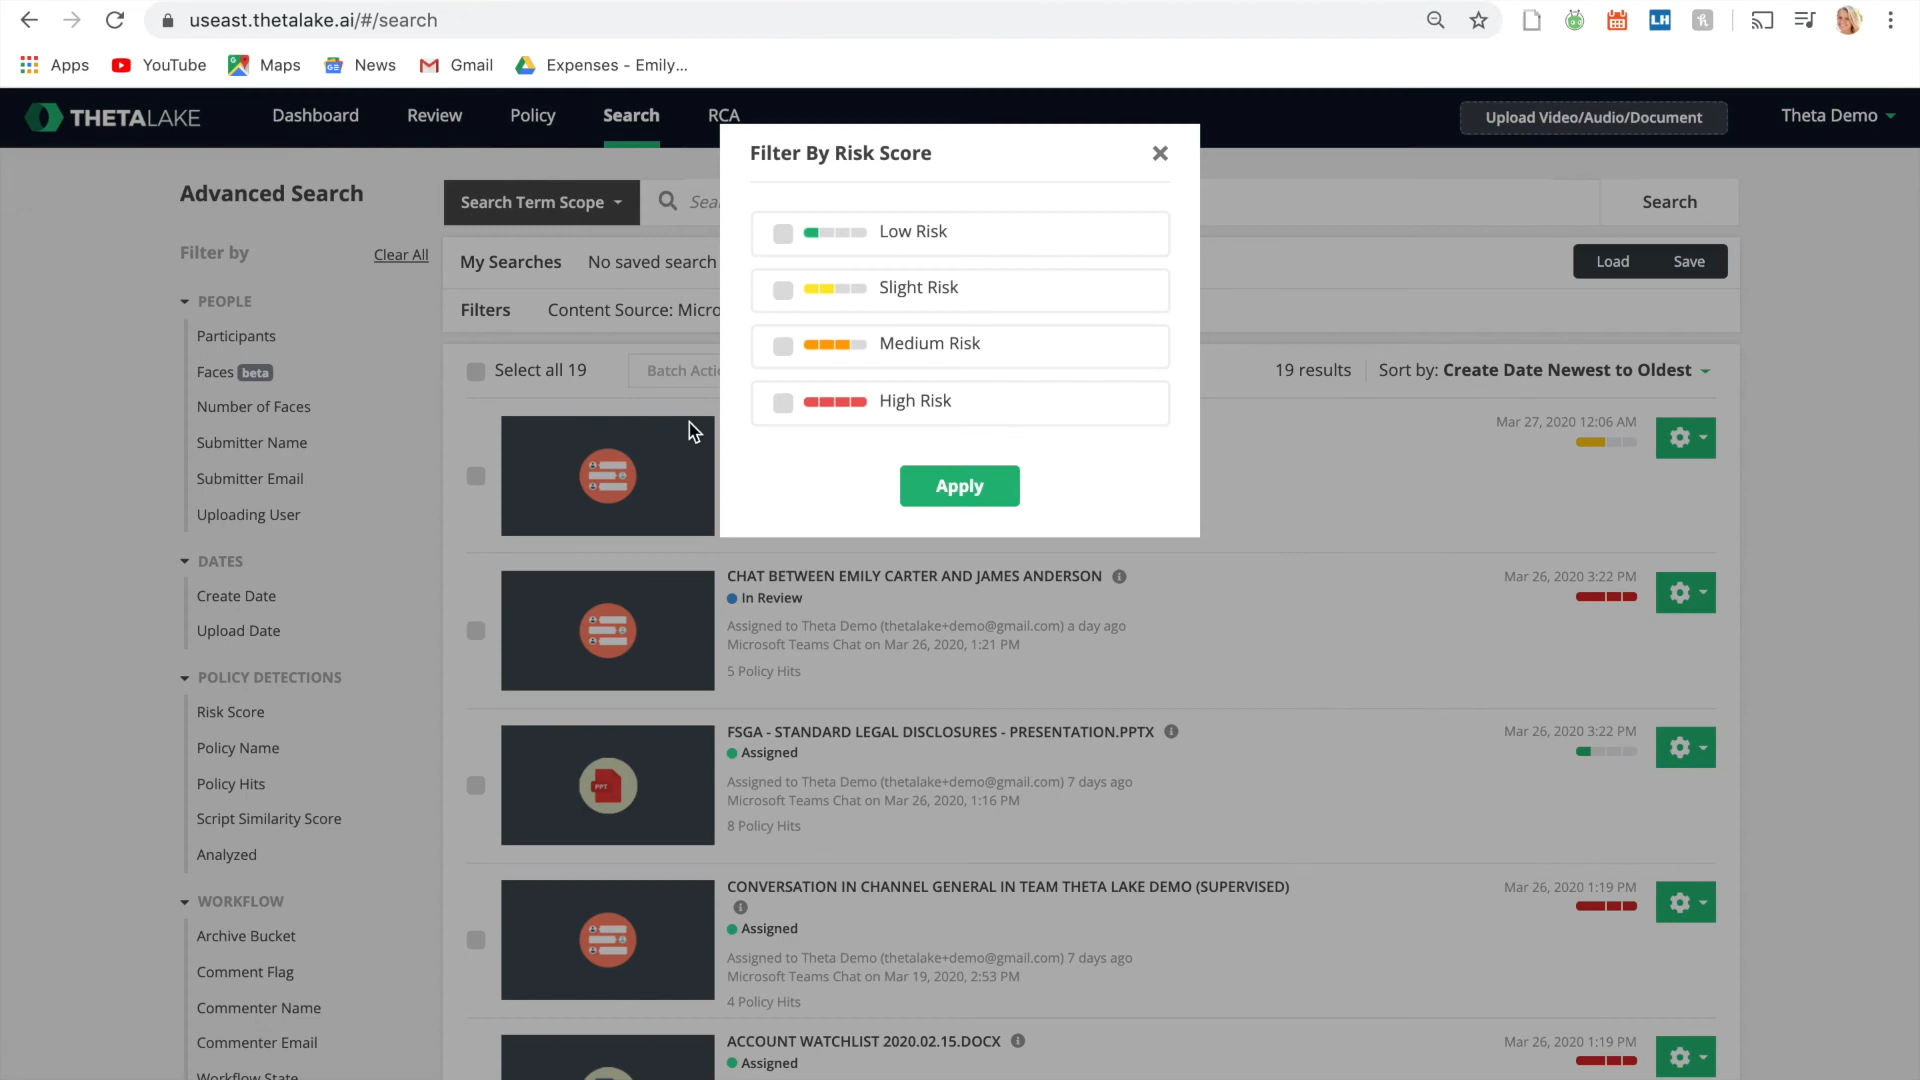 useast.thetalake.ai/#/search
Apps YouTube Maps News Gmail Expenses - Emily...
THETALAKE Dashboard Review Policy Search RCA Upload Video/Audio/Document Theta Demo
Filter By Risk Score
Low Risk
Slight Risk
Medium Risk
High Risk
Apply
Advanced Search
Filter by Clear All
PEOPLE
Participants
Faces beta
Number of Faces
Submitter Name
Submitter Email
Uploading User
DATES
Create Date
Upload Date
POLICY DETECTIONS
Risk Score
Policy Name
Policy Hits
Script Similarity Score
Analyzed
WORKFLOW
Archive Bucket
Comment Flag
Commenter Name
Commenter Email
Workflow State
Search Term Scope Search
My Searches No saved search Load Save
Filters Content Source: Micro
Select all 19 Batch Acti 19 results Sort by: Create Date Newest to Oldest
Mar 27, 2020 12:06 AM
CHAT BETWEEN EMILY CARTER AND JAMES ANDERSON Mar 26, 2020 3:22 PM
In Review
Assigned to Theta Demo (thetalake+demo@gmail.com) a day ago
Microsoft Teams Chat on Mar 26, 2020, 1:21 PM
5 Policy Hits
FSGA - STANDARD LEGAL DISCLOSURES - PRESENTATION.PPTX Mar 26, 2020 3:22 PM
Assigned
PPT
Assigned to Theta Demo (thetalake+demo@gmail.com) 7 days ago
Microsoft Teams Chat on Mar 26, 2020, 1:16 PM
8 Policy Hits
CONVERSATION IN CHANNEL GENERAL IN TEAM THETA LAKE DEMO (SUPERVISED) Mar 26, 2020 1:19 PM
Assigned
Assigned to Theta Demo (thetalake+demo@gmail.com) 7 days ago
Microsoft Teams Chat on Mar 19, 2020, 2:53 PM
4 Policy Hits
ACCOUNT WATCHLIST 2020.02.15.DOCX Mar 26, 2020 1:19 PM
Assigned